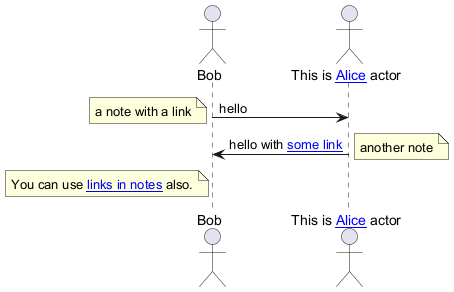 Bob
This is Alice actor
a note with a link
hello
hello with some link
another note
You can use links in notes also.
Bob
This is Alice actor